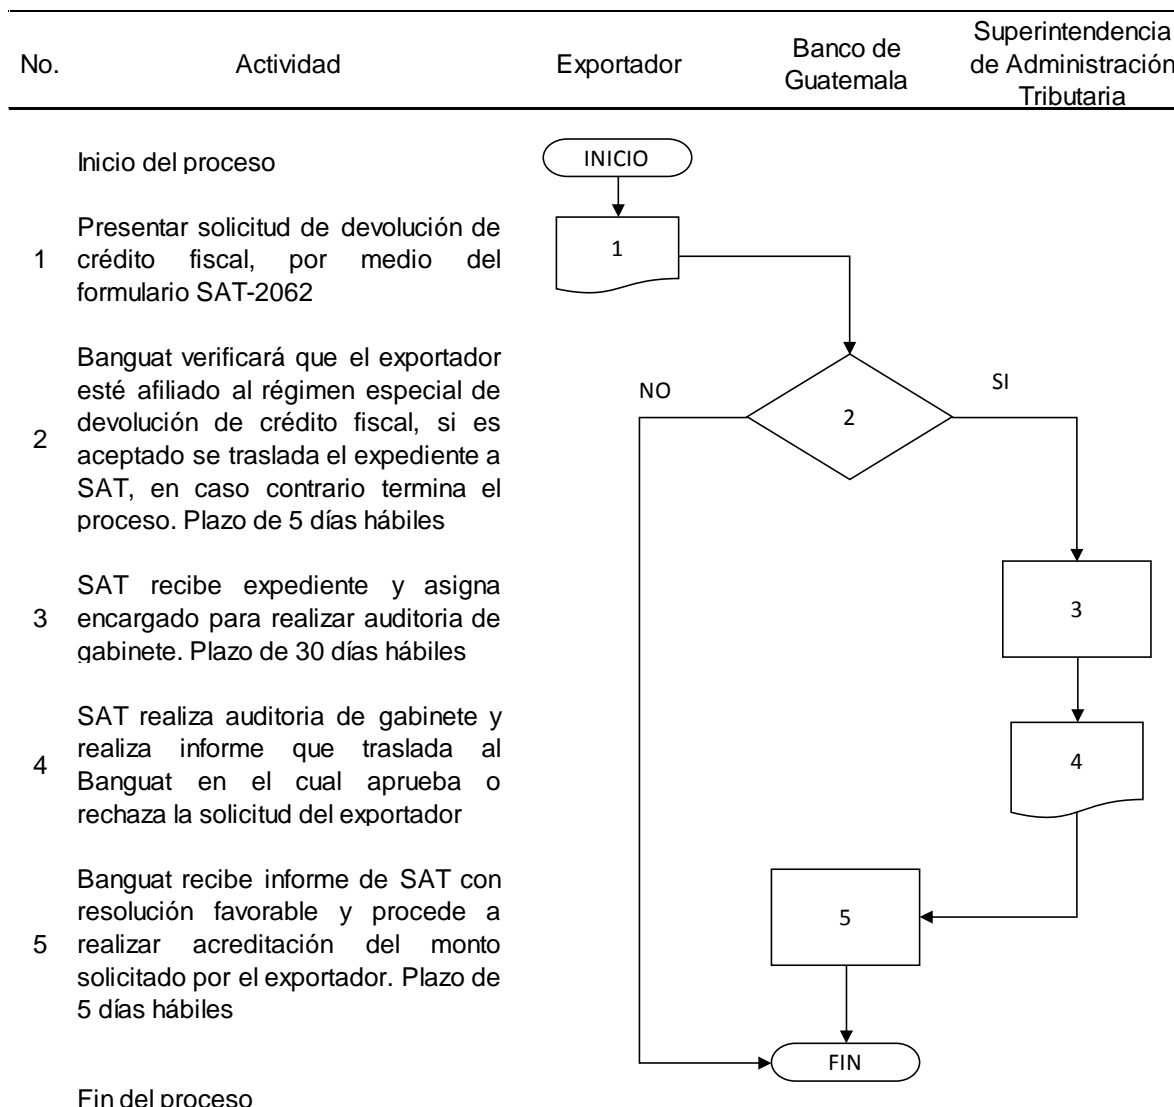 No.
Actividad
Exportador
Banco de
Guatemala
Superintendencia
de Administración
Tributaria
Inicio del proceso
INICIO
1
Presentar solicitud de devolución de
crédito fiscal, por medio del
formulario SAT-2062
1
2
Banguat verificará que el exportador
esté afiliado al régimen especial de
devolución de crédito fiscal, si es
aceptado se traslada el expediente a
SAT, en caso contrario termina el
proceso. Plazo de 5 días hábiles
NO
2
SI
3
SAT recibe expediente y asigna
encargado para realizar auditoria de
gabinete. Plazo de 30 días hábiles
3
4
SAT realiza auditoria de gabinete y
realiza informe que traslada al
Banguat en el cual aprueba o
rechaza la solicitud del exportador
4
5
Banguat recibe informe de SAT con
resolución favorable y procede a
realizar acreditación del monto
solicitado por el exportador. Plazo de
5 días hábiles
5
FIN
Fin del proceso